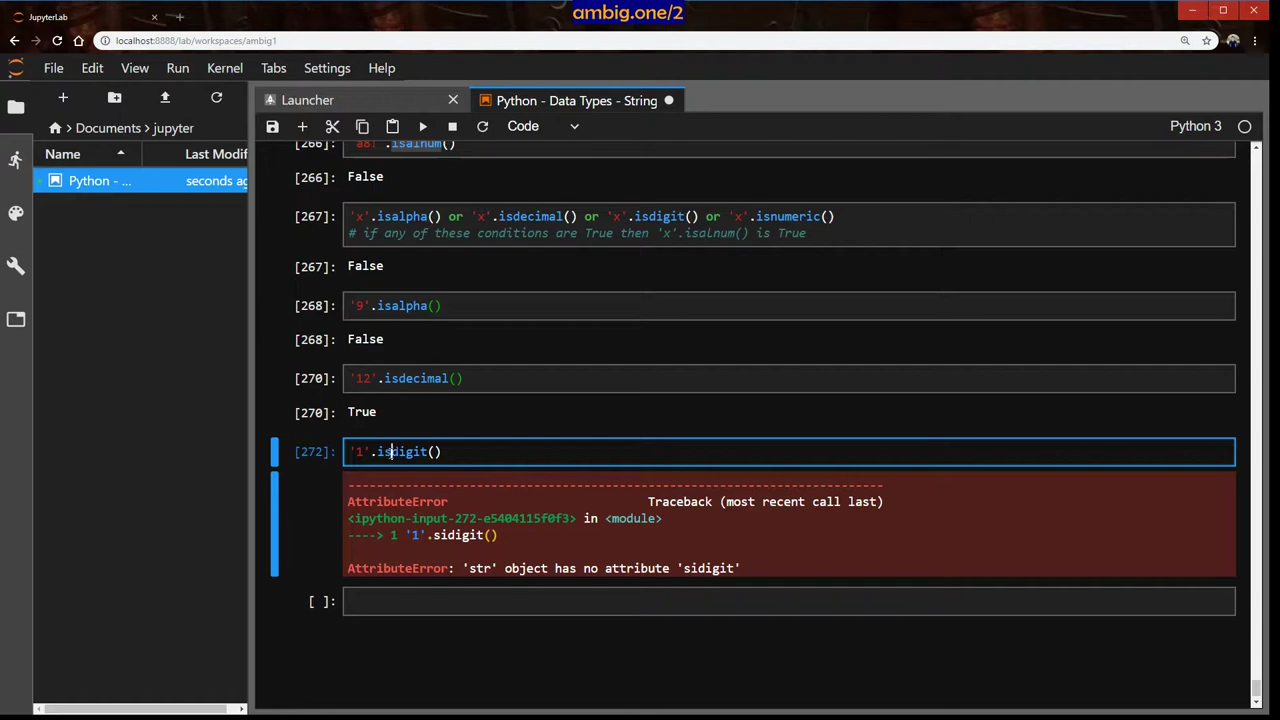 ambig.one/2
JupyterLab
localhost:8888/lab/workspaces/ambig1
File Edit View Run Kernel Tabs Settings Help
Launcher
Python - Data Types - String
Documents › jupyter
Code
Python 3
Name Last Modif
Python - ... seconds ag
[266]: 'a8!'.isalnum()
[266]: False
[267]: 'x'.isalpha() or 'x'.isdecimal() or 'x'.isdigit() or 'x'.isnumeric()
# if any of these conditions are True then 'x'.isalnum() is True
[267]: False
[268]: '9'.isalpha()
[268]: False
[270]: '12'.isdecimal()
[270]: True
[272]: '1'.isdigit()
---------------------------------------------------------------------------
AttributeError Traceback (most recent call last)
<ipython-input-272-e5404115f0f3> in <module>
----> 1 '1'.sidigit()
AttributeError: 'str' object has no attribute 'sidigit'
[ ]: